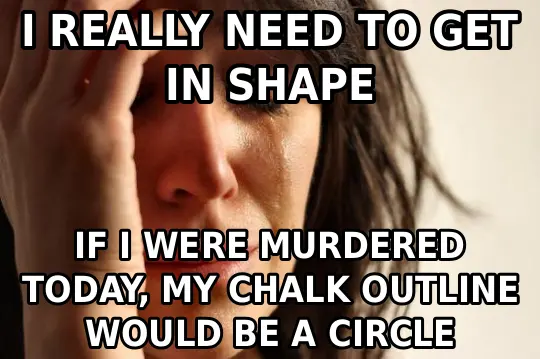 I REALLY NEED TO GET
IN SHAPE
IF I WERE MURDERED
TODAY, MY CHALK OUTLINE
WOULD BE A CIRCLE